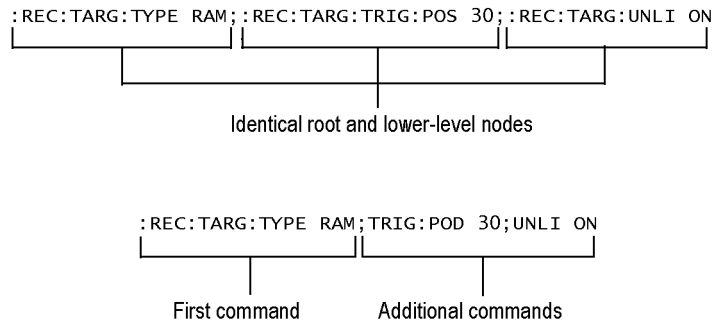 :REC:TARG:TYPE RAM;:REC:TARG:TRIG:POS 30;:REC:TARG:UNLI ON
Identical root and lower-level nodes
:REC:TARG:TYPE RAM;TRIG:POD 30;UNLI ON
First command
Additional commands